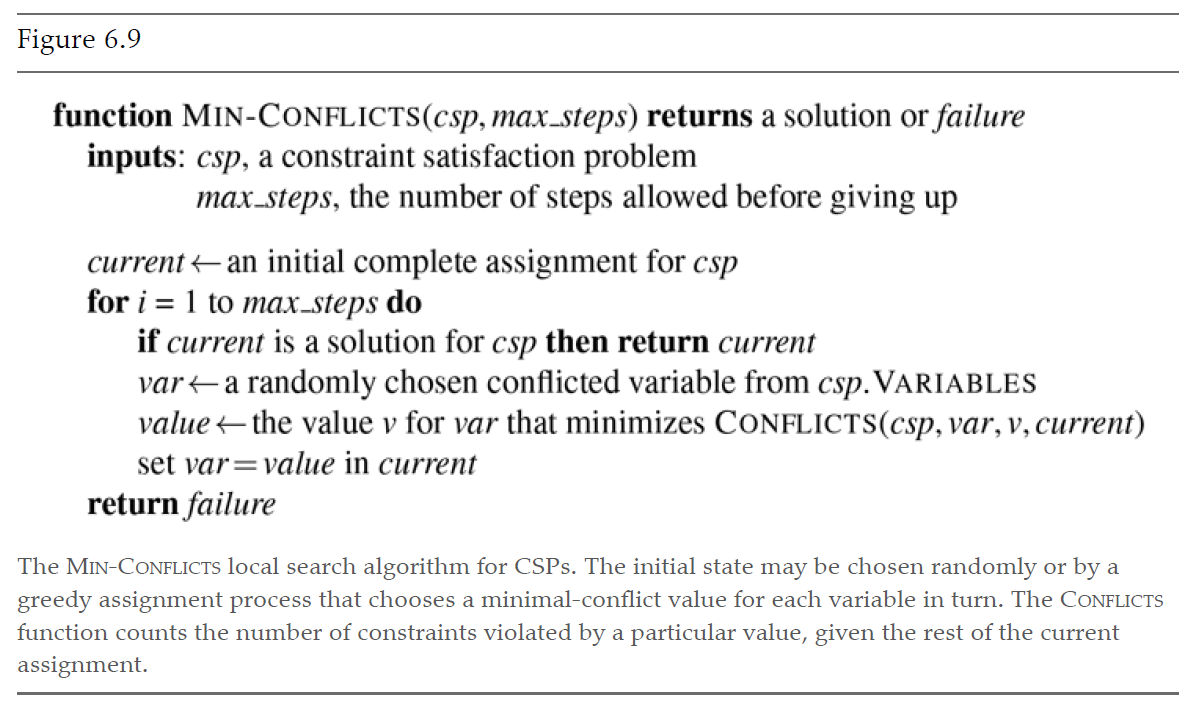 Figure 6.9
function MIN-CONFLICTS(csp, max_steps) returns a solution or failure
inputs: csp, a constraint satisfaction problem
max_steps, the number of steps allowed before giving up
current ← an initial complete assignment for csp
for i = 1 to max_steps do
if current is a solution for csp then return current
var ← a randomly chosen conflicted variable from csp.VARIABLES
value ← the value v for var that minimizes CONFLICTS(csp, var, v, current)
set var = value in current
return failure
The MIN-CONFLICTS local search algorithm for CSPs. The initial state may be chosen randomly or by a
greedy assignment process that chooses a minimal-conflict value for each variable in turn. The CONFLICTS
function counts the number of constraints violated by a particular value, given the rest of the current
assignment.